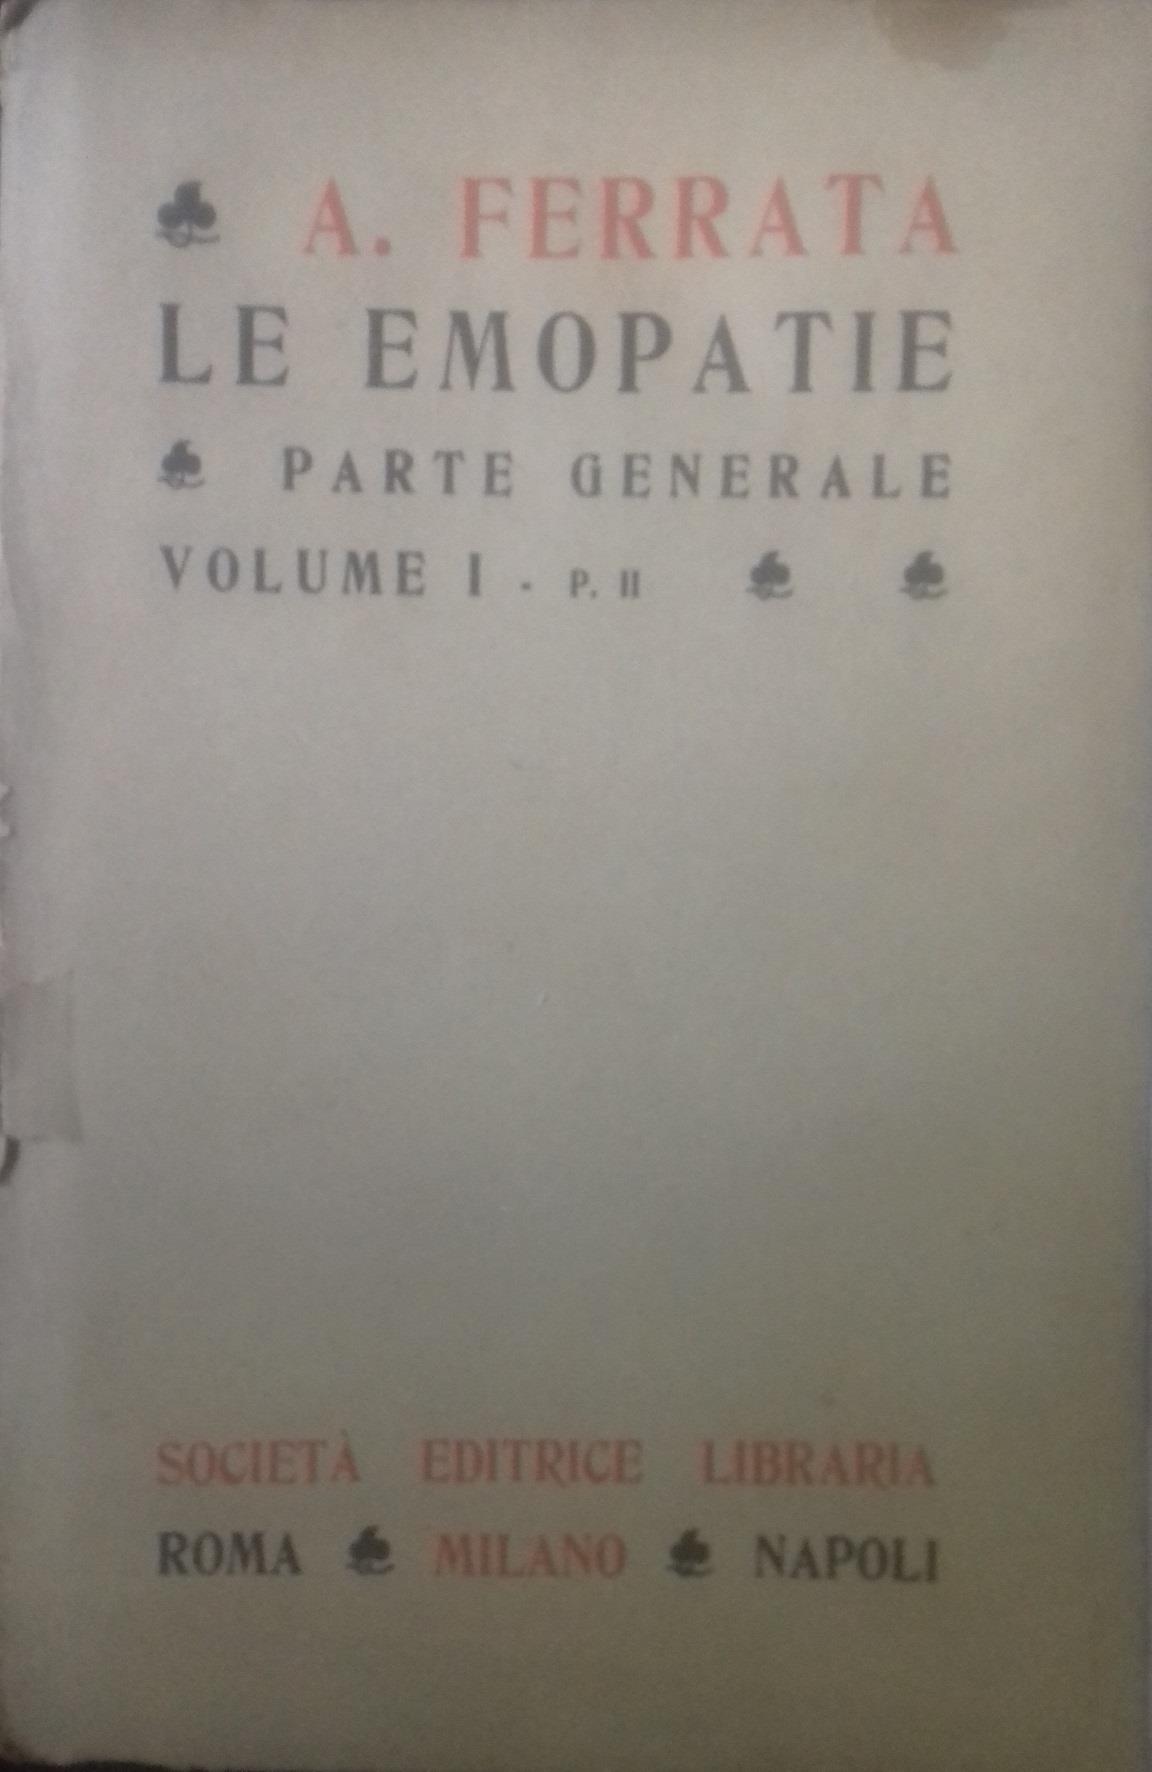 A. FERRATA
LE EMOPATIE
PARTE GENERALE
VOLUME I - P. II
SOCIETÀ EDITRICE LIBRARIA
ROMA MILANO NAPOLI